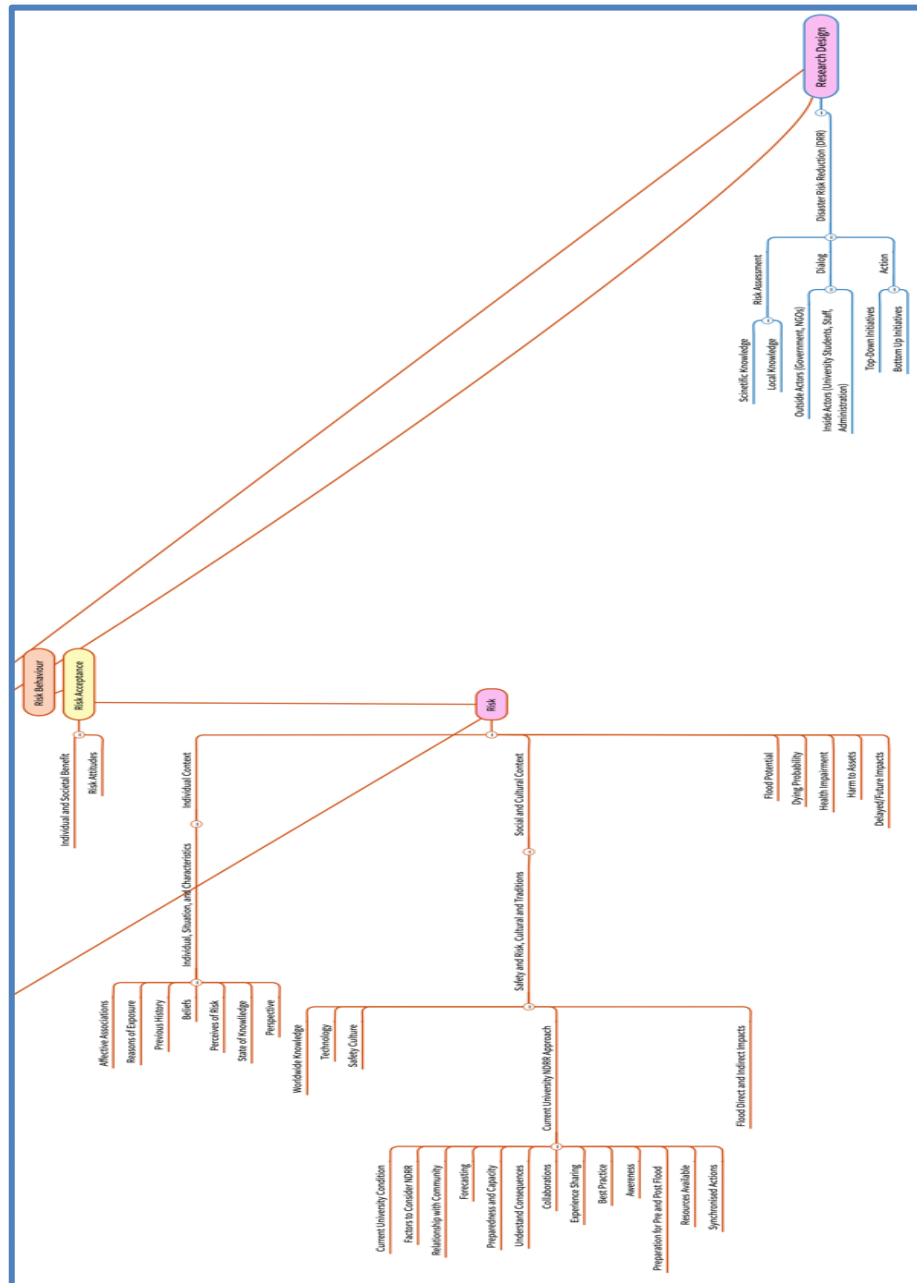 Research Design
Disaster Risk Reduction (DRR)
Risk Assessment
Scinetific Knowledge
Local Knowledge
Dialog
Outside Actors (Government, NGOs)
Inside Actors (University Students, Staff,
Administration)
Action
Top-Down Initiatives
Bottom Up Initiatives
Risk Behaviour
Risk Acceptance
Individual and Societal Benefit
Risk Attitudes
Risk
Individual Context
Individual, Situation, and Characteristics
Affective Associations
Reasons of Exposure
Previous History
Beliefs
Perceives of Risk
State of Knowlledge
Perspective
Social and Cultural Context
Safety and Risk, Cultural and Traditions
Worldwide Knowledge
Technology
Safety Culture
Current University NDRR Approach
Current University Condition
Factors to Consider NDRR
Relationship with Community
Forecasting
Preparedness and Capacity
Understand Consequences
Collaborations
Experience Sharing
Best Practice
Awereness
Preparation for Pre and Post Flood
Resources Available
Synchronised Actions
Flood Direct and Indirect Impacts
Flood Potential
Dying Probability
Health Impairment
Harm to Assets
Delayed/Future Impacts